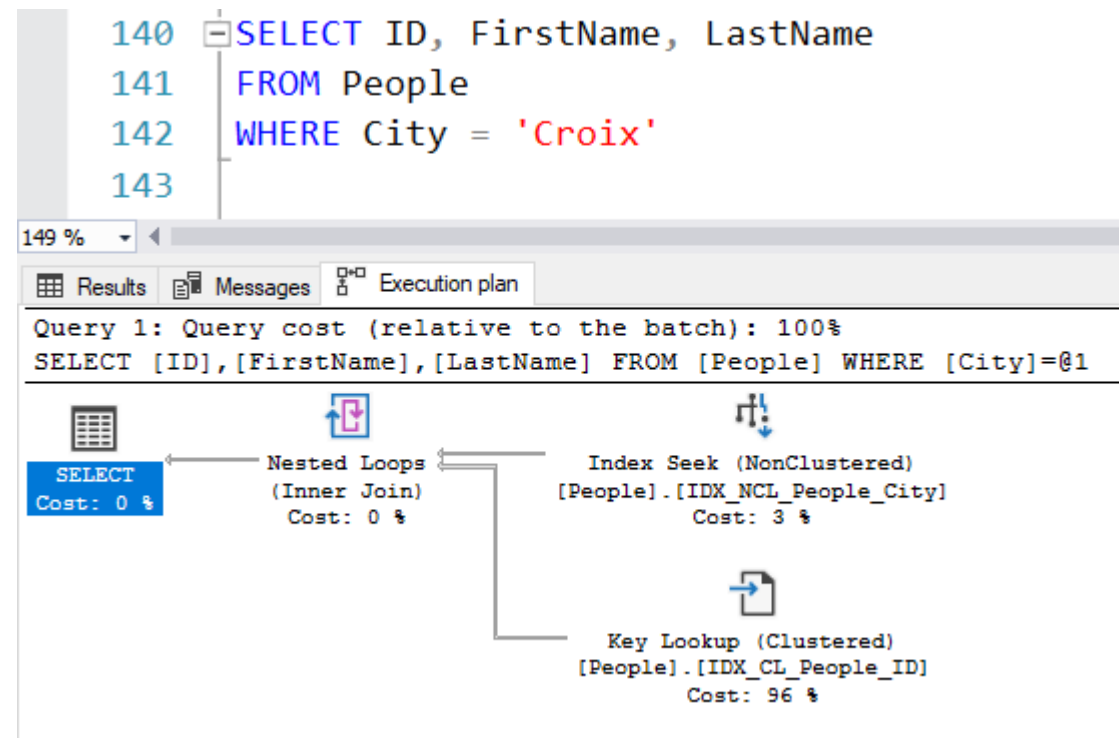 140 SELECT ID, FirstName, LastName
141 FROM People
142 WHERE City = 'Croix'
143
149 %
Results Messages Execution plan
Query 1: Query cost (relative to the batch): 100%
SELECT [ID],[FirstName],[LastName] FROM [People] WHERE [City]=@1
SELECT
Cost: 0 %
Nested Loops
(Inner Join)
Cost: 0 %
Index Seek (NonClustered)
[People].[IDX_NCL_People_City]
Cost: 3 %
Key Lookup (Clustered)
[People].[IDX_CL_People_ID]
Cost: 96 %